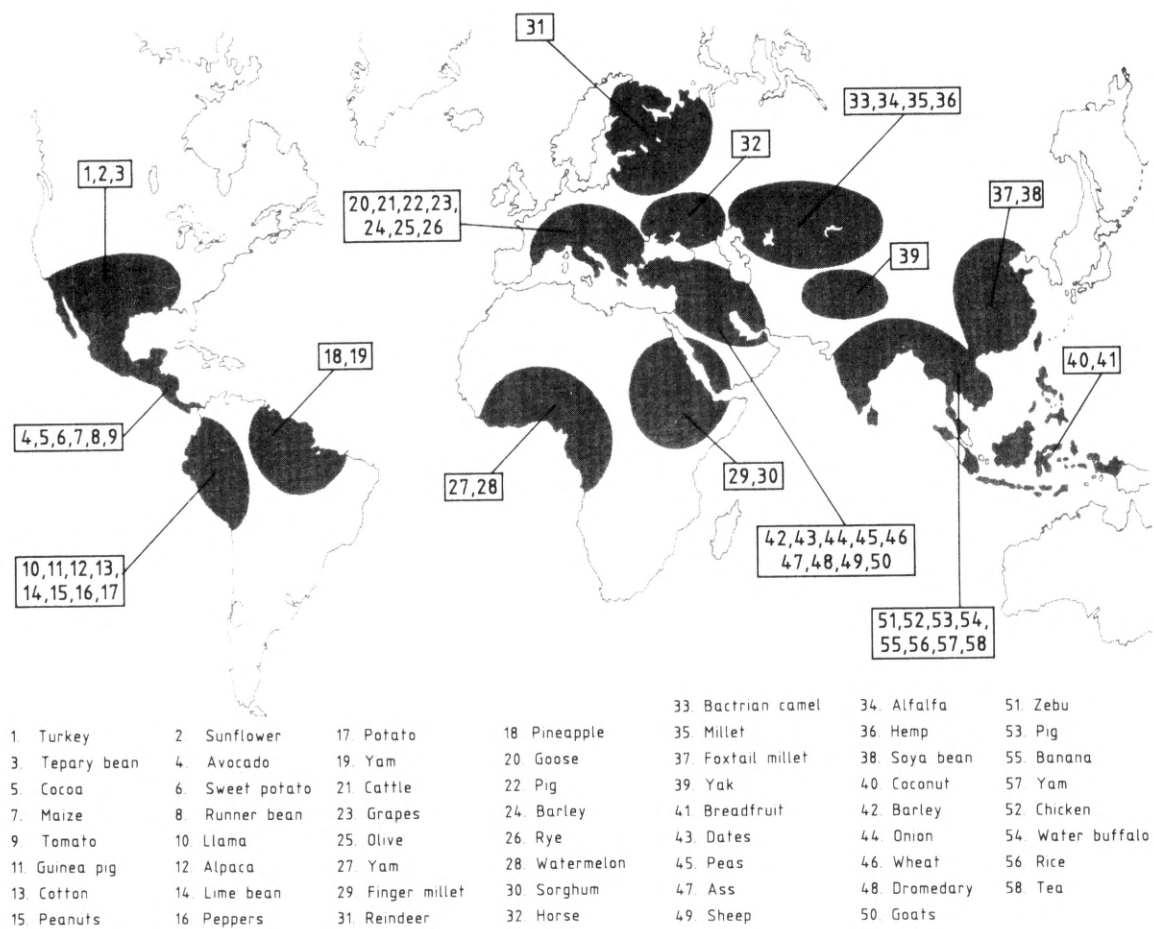 31
33,34,35,36
32
1,2,3
20,21,22,23,
24,25,26
37,38
39
18,19
40,41
4,5,6,7,8,9
27,28
29,30
42,43,44,45,46
47,48,49,50
10,11,12,13,
14,15,16,17
51,52,53,54,
55,56,57,58
1. Turkey
3. Tepary bean
5. Cocoa
7. Maize
9. Tomato
11. Guinea pig
13. Cotton
15. Peanuts
2. Sunflower
4. Avocado
6. Sweet potato
8. Runner bean
10. Llama
12. Alpaca
14. Lime bean
16. Peppers
17. Potato
19. Yam
21. Cattle
23. Grapes
25. Olive
27. Yam
29. Finger millet
31. Reindeer
18 Pineapple
20. Goose
22. Pig
24. Barley
26. Rye
28. Watermelon
30. Sorghum
32. Horse
33. Bactrian camel
35. Millet
37. Foxtail millet
39. Yak
41. Breadfruit
43. Dates
45. Peas
47. Ass
49. Sheep
34. Alfalfa
36. Hemp
38. Soya bean
40. Coconut
42. Barley
44. Onion
46. Wheat
48. Dromedary
50. Goats
51. Zebu
53. Pig
55. Banana
57. Yam
52. Chicken
54. Water buffalo
56. Rice
58. Tea